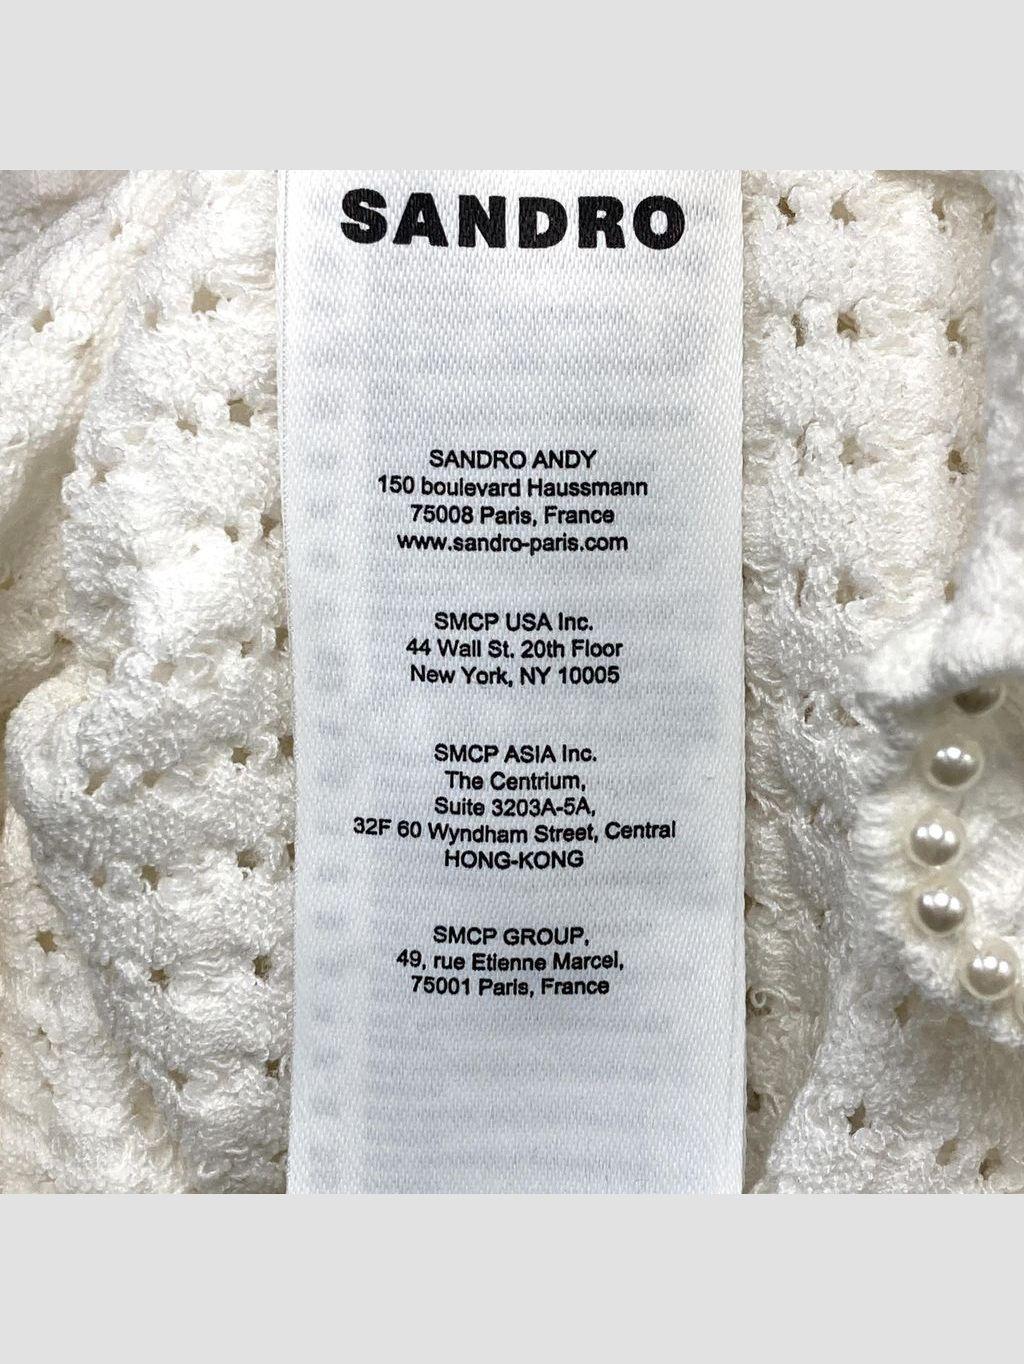 SANDRO
SANDRO ANDY
150 boulevard Haussmann
75008 Paris, France
www.sandro-paris.com
SMCP USA Inc.
44 Wall St. 20th Floor
New York, NY 10005
SMCP ASIA Inc.
The Centrium,
Suite 3203A-5A,
32F 60 Wyndham Street, Central
HONG-KONG
SMCP GROUP,
49, rue Etienne Marcel,
75001 Paris, France